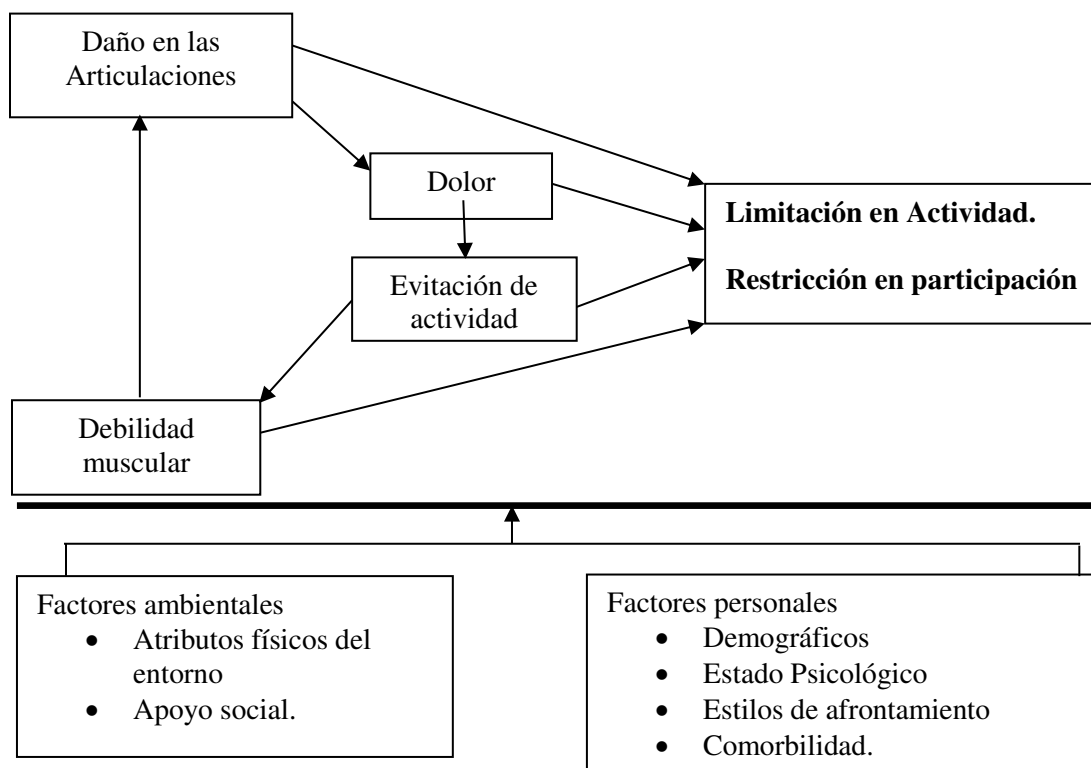 Daño en las
Articulaciones
Dolor
Limitación en Actividad.
Restricción en participación
Evitación de
actividad
Debilidad
muscular
Factores ambientales
• Atributos físicos del
entorno
• Apoyo social.
Factores personales
• Demográficos
• Estado Psicológico
• Estilos de afrontamiento
• Comorbilidad.